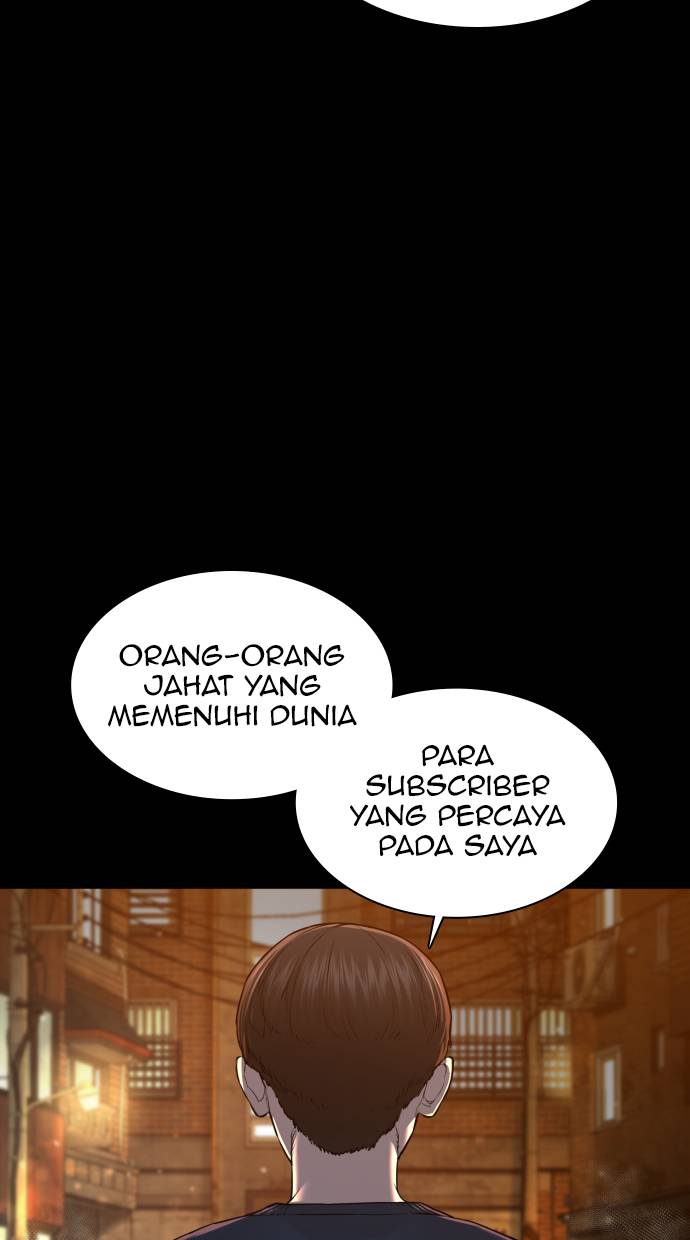 ORANG-ORANG
JAHAT YANG
MEMENUHI DUNIA
PARA
SUBSCRIBER
YANG PERCAYA
PADA SAYA